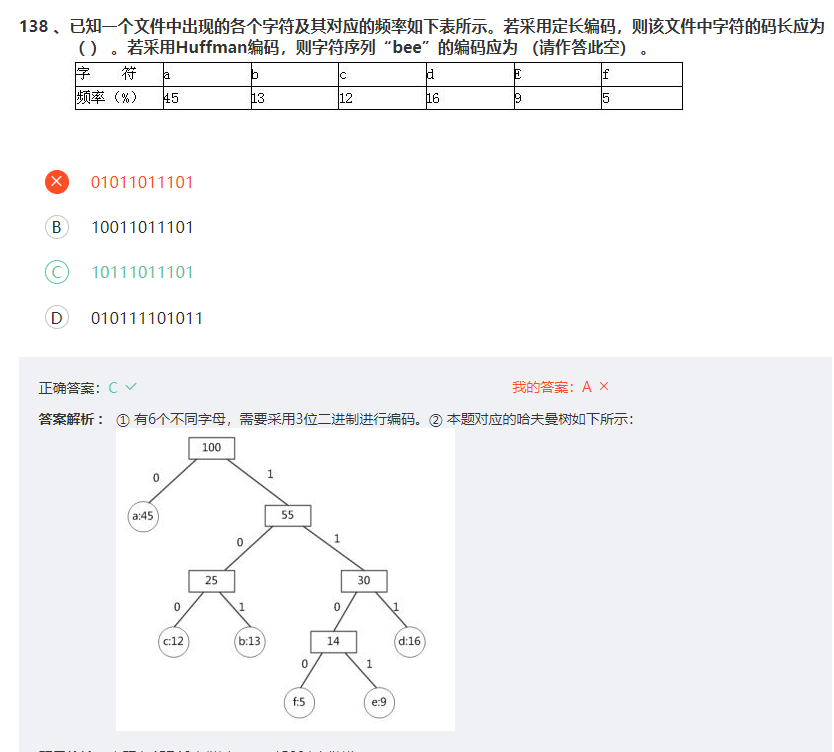 138 、已知一个文件中出现的各个字符及其对应的频率如下表所示。若采用定长编码，则该文件中字符的码长应为
（ ） 。若采用Huffman编码，则字符序列“bee”的编码应为 （请作答此空） 。
字 符 a b c d E f
频率（%） 45 13 12 16 9 5
01011011101
B 10011011101
C 10111011101
D 010111101011
正确答案： C 我的答案： A
答案解析： ① 有6个不同字母，需要采用3位二进制进行编码。② 本题对应的哈夫曼树如下所示：
100
0 1
a:45 55
0 1
25 30
0 1 0 1
c:12 b:13 14 d:16
0 1
f:5 e:9